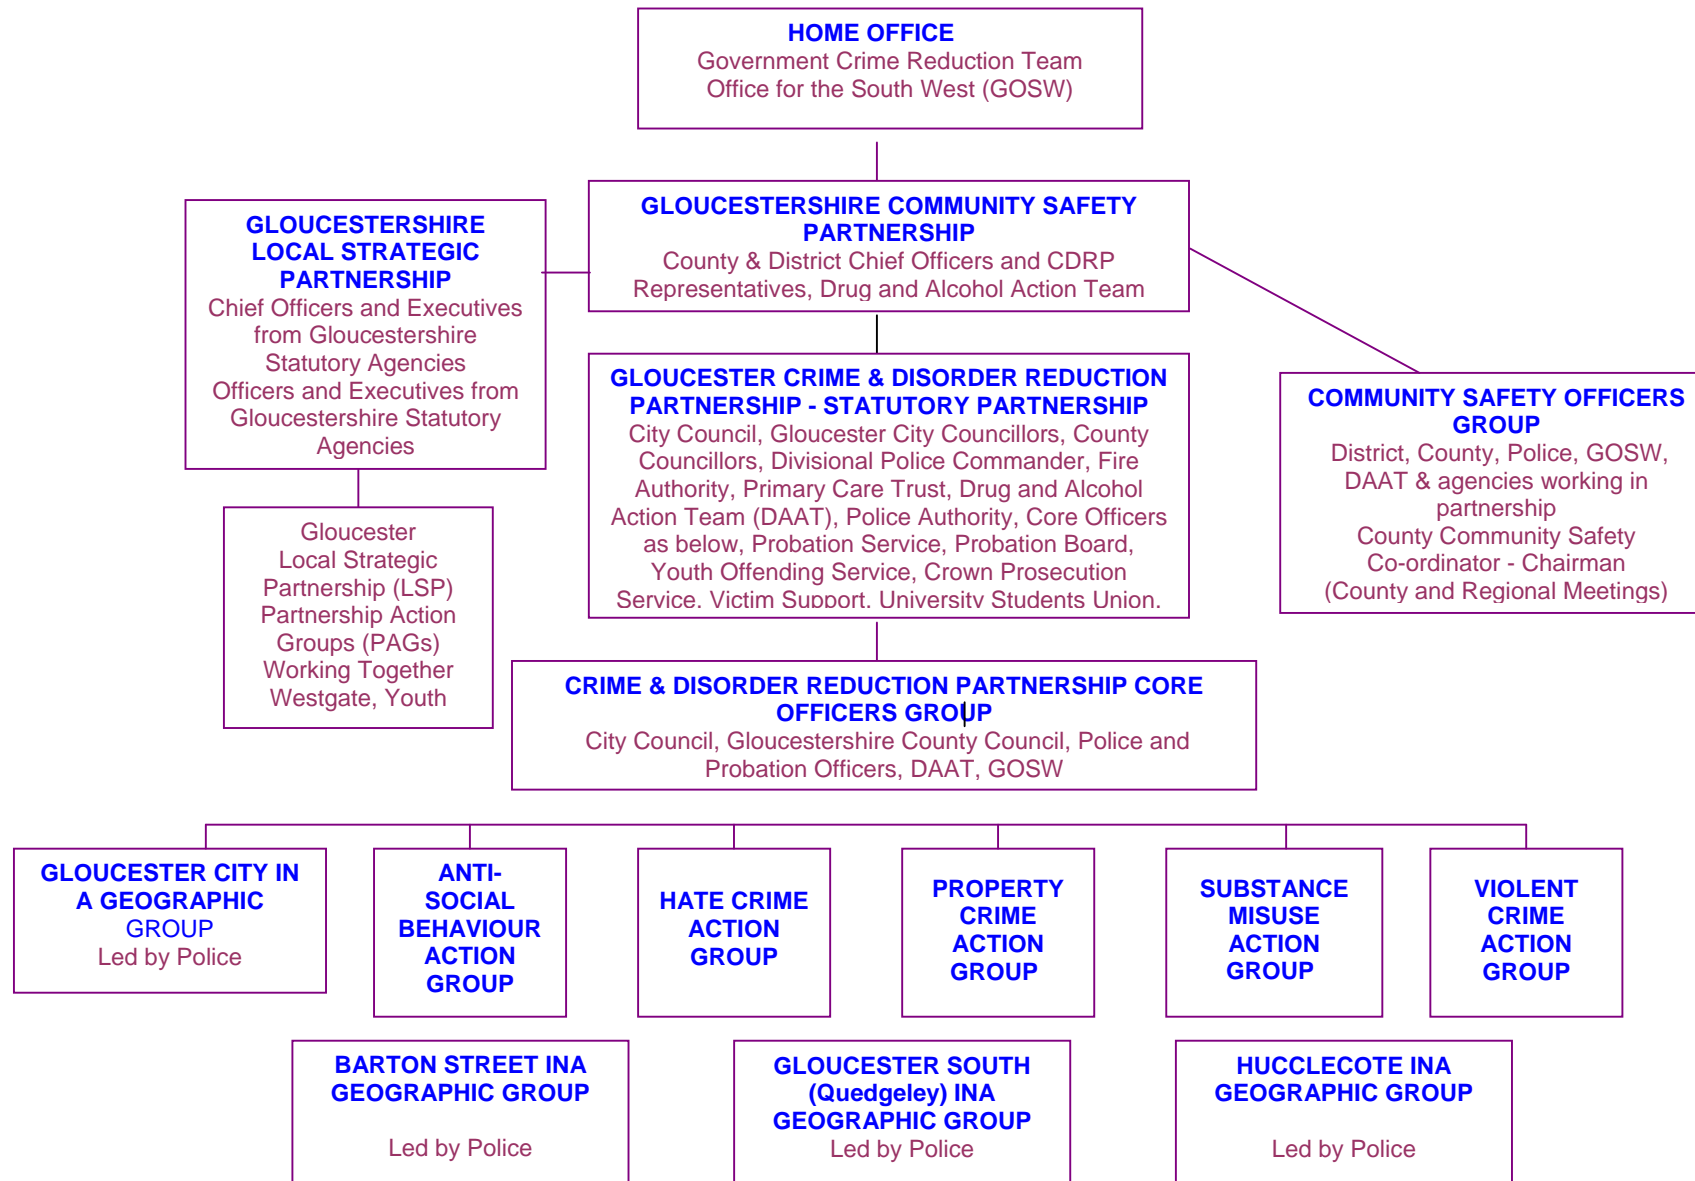 HOME OFFICE
Government Crime Reduction Team
Office for the South West (GOSW)
GLOUCESTERSHIRE COMMUNITY SAFETY
PARTNERSHIP
County & District Chief Officers and CDRP
Representatives, Drug and Alcohol Action Team
GLOUCESTERSHIRE
LOCAL STRATEGIC
PARTNERSHIP
Chief Officers and Executives
from Gloucestershire
Statutory Agencies
Officers and Executives from
Gloucestershire Statutory
Agencies
GLOUCESTER CRIME & DISORDER REDUCTION
PARTNERSHIP - STATUTORY PARTNERSHIP
City Council, Gloucester City Councillors, County
Councillors, Divisional Police Commander, Fire
Authority, Primary Care Trust, Drug and Alcohol
Action Team (DAAT), Police Authority, Core Officers
as below, Probation Service, Probation Board,
Youth Offending Service, Crown Prosecution
Service, Victim Support, University Students Union,
COMMUNITY SAFETY OFFICERS
GROUP
District, County, Police, GOSW,
DAAT & agencies working in
partnership
County Community Safety
Co-ordinator - Chairman
(County and Regional Meetings)
Gloucester
Local Strategic
Partnership (LSP)
Partnership Action
Groups (PAGs)
Working Together
Westgate, Youth
CRIME & DISORDER REDUCTION PARTNERSHIP CORE
OFFICERS GROUP
City Council, Gloucestershire County Council, Police and
Probation Officers, DAAT, GOSW
GLOUCESTER CITY IN
A GEOGRAPHIC
GROUP
Led by Police
ANTI-
SOCIAL
BEHAVIOUR
ACTION
GROUP
HATE CRIME
ACTION
GROUP
PROPERTY
CRIME
ACTION
GROUP
SUBSTANCE
MISUSE
ACTION
GROUP
VIOLENT
CRIME
ACTION
GROUP
BARTON STREET INA
GEOGRAPHIC GROUP
Led by Police
GLOUCESTER SOUTH
(Quedgeley) INA
GEOGRAPHIC GROUP
Led by Police
HUCCLECOTE INA
GEOGRAPHIC GROUP
Led by Police